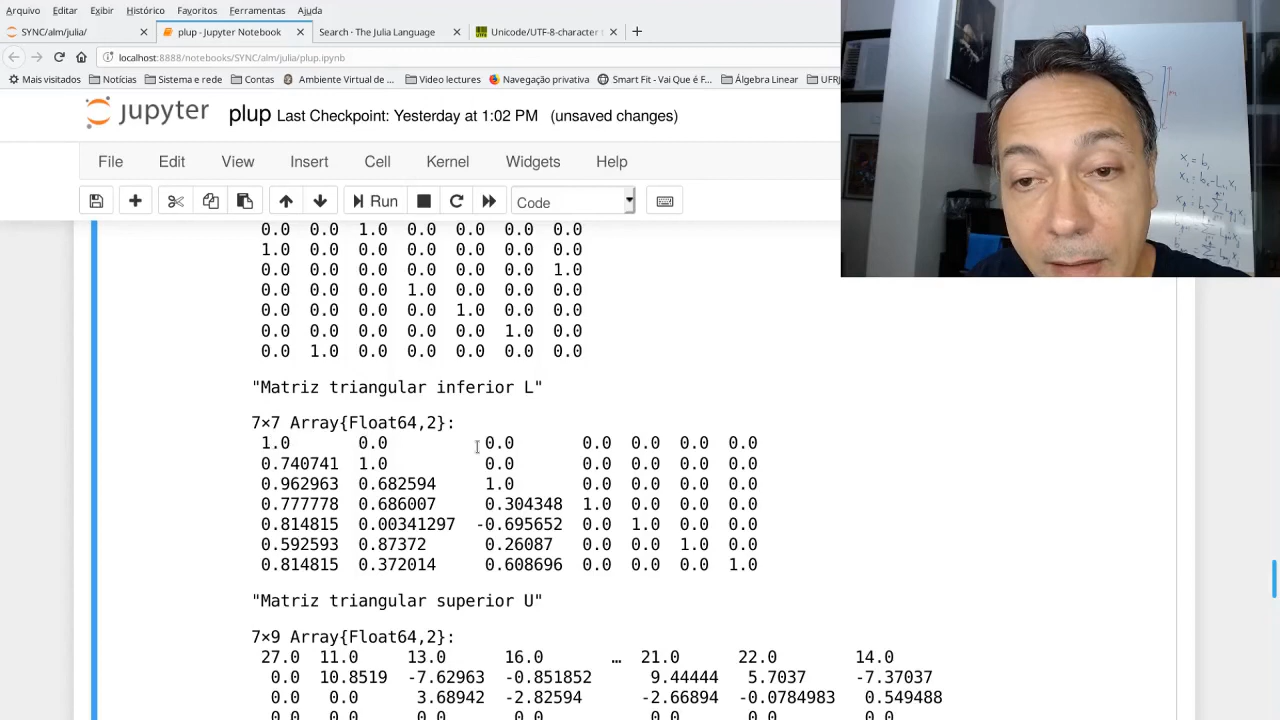 Arquivo Editar Exibir Histórico Favoritos Ferramentas Ajuda
SYNC/alm/julia/ × plup - Jupyter Notebook × Search · The Julia Language × Unicode/UTF-8-character t × +
localhost:8888/notebooks/SYNC/alm/julia/plup.ipynb
Mais visitados Notícias Sistema e rede Contas Ambiente Virtual de ... Video lectures Navegação privativa Smart Fit - Vai Que é F... Álgebra Linear UFRJ
jupyter plup Last Checkpoint: Yesterday at 1:02 PM (unsaved changes)
File Edit View Insert Cell Kernel Widgets Help
Run Code
0.0 0.0 1.0 0.0 0.0 0.0 0.0
1.0 0.0 0.0 0.0 0.0 0.0 0.0
0.0 0.0 0.0 0.0 0.0 0.0 1.0
0.0 0.0 0.0 1.0 0.0 0.0 0.0
0.0 0.0 0.0 0.0 1.0 0.0 0.0
0.0 0.0 0.0 0.0 0.0 1.0 0.0
0.0 1.0 0.0 0.0 0.0 0.0 0.0
"Matriz triangular inferior L"
7×7 Array{Float64,2}:
1.0 0.0 0.0 0.0 0.0 0.0 0.0
0.740741 1.0 0.0 0.0 0.0 0.0 0.0
0.962963 0.682594 1.0 0.0 0.0 0.0 0.0
0.777778 0.686007 0.304348 1.0 0.0 0.0 0.0
0.814815 0.00341297 -0.695652 0.0 1.0 0.0 0.0
0.592593 0.87372 0.26087 0.0 0.0 1.0 0.0
0.814815 0.372014 0.608696 0.0 0.0 0.0 1.0
"Matriz triangular superior U"
7×9 Array{Float64,2}:
27.0 11.0 13.0 16.0 … 21.0 22.0 14.0
0.0 10.8519 -7.62963 -0.851852 9.44444 5.7037 -7.37037
0.0 0.0 3.68942 -2.82594 -2.66894 -0.0784983 0.549488
0.0 0.0 0.0 0.0 0.0 0.0 0.0